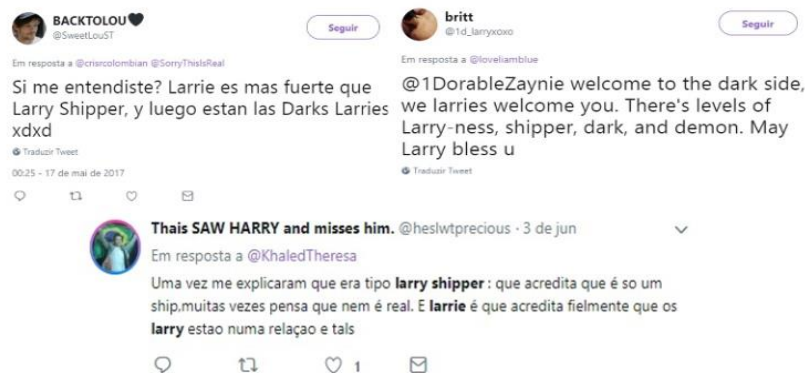 BACKTOLOU🖤
@SweetLouST
Seguir
Em resposta a @crisrcolombian @SorryThisIsReal
Si me entendiste? Larrie es mas fuerte que
Larry Shipper, y luego estan las Darks Larries
xdxd
Traduzir Tweet
00:25 - 17 de mai de 2017
britt
@1d_larryxoxo
Seguir
Em resposta a @loveliamblue
@1DorableZaynie welcome to the dark side,
we larries welcome you. There's levels of
Larry-ness, shipper, dark, and demon. May
Larry bless u
Traduzir Tweet
Thais SAW HARRY and misses him. @heslwtprecious · 3 de jun
Em resposta a @KhaledTheresa
Uma vez me explicaram que era tipo larry shipper : que acredita que é so um
ship,muitas vezes pensa que nem é real. E larrie é que acredita fielmente que os
larry estao numa relaçao e tals
1